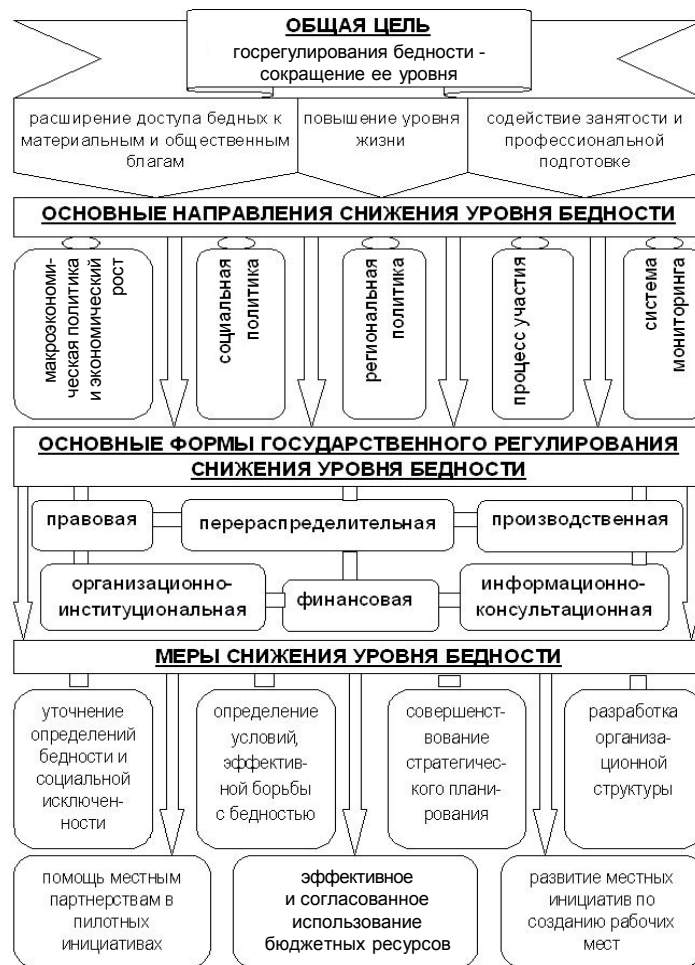 ОБЩАЯ ЦЕЛЬ
госрегулирования бедности -
сокращение ее уровня
расширение доступа бедных к
материальным и общественным
благам
повышение уровня
жизни
содействие занятости и
профессиональной
подготовке
ОСНОВНЫЕ НАПРАВЛЕНИЯ СНИЖЕНИЯ УРОВНЯ БЕДНОСТИ
макроэкономи-
ческая политика
и экономический
рост
социальная
политика
региональная
политика
процесс участия
система
мониторинга
ОСНОВНЫЕ ФОРМЫ ГОСУДАРСТВЕННОГО РЕГУЛИРОВАНИЯ
СНИЖЕНИЯ УРОВНЯ БЕДНОСТИ
правовая
перераспределительная
производственная
организационно-
институциональная
финансовая
информационно-
консультационная
МЕРЫ СНИЖЕНИЯ УРОВНЯ БЕДНОСТИ
уточнение
определений
бедности и
социальной
исключен-
ности
определение
условий,
эффектив-
ной борьбы
с бедностью
совершенст-
вование
стратегичес-
кого плани-
рования
разработка
организа-
ционной
структуры
помощь местным
партнерствам в
пилотных
инициативах
эффективное
и согласованное
использование
бюджетных ресурсов
развитие местных
инициатив по
созданию рабочих
мест